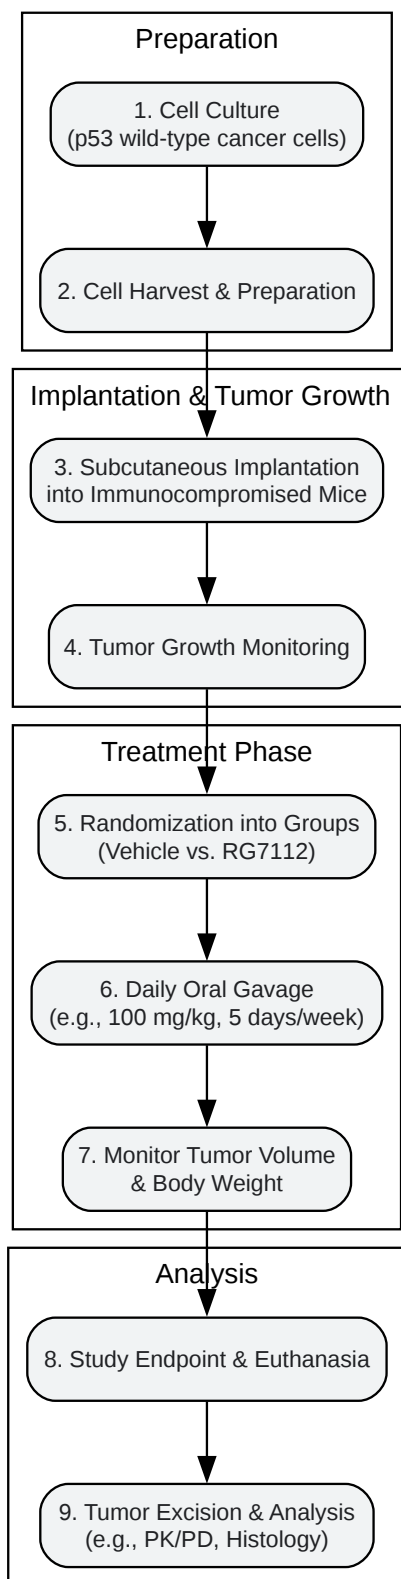 Preparation
1. Cell Culture
(p53 wild-type cancer cells)
2. Cell Harvest & Preparation
Implantation & Tumor Growth
3. Subcutaneous Implantation
into Immunocompromised Mice
4. Tumor Growth Monitoring
Treatment Phase
5. Randomization into Groups
(Vehicle vs. RG7112)
6. Daily Oral Gavage
(e.g., 100 mg/kg, 5 days/week)
7. Monitor Tumor Volume
& Body Weight
Analysis
8. Study Endpoint & Euthanasia
9. Tumor Excision & Analysis
(e.g., PK/PD, Histology)